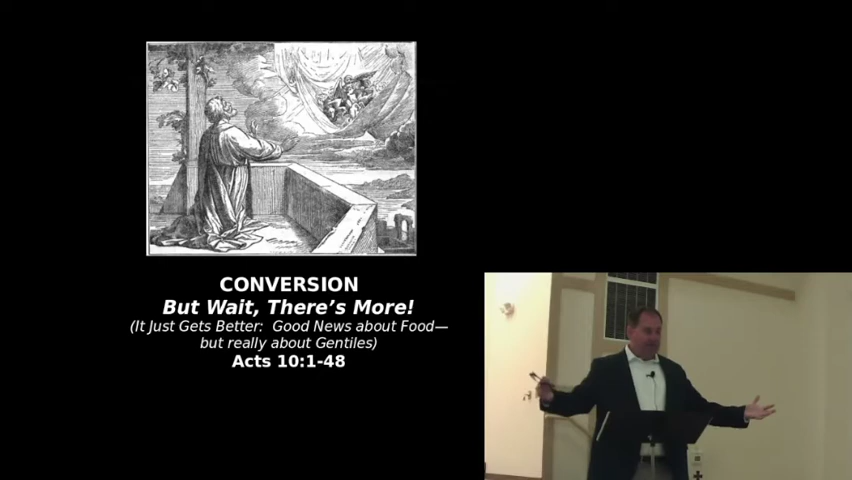 CONVERSION
But Wait, There's More!
(It Just Gets Better: Good News about Food—
but really about Gentiles)
Acts 10:1-48